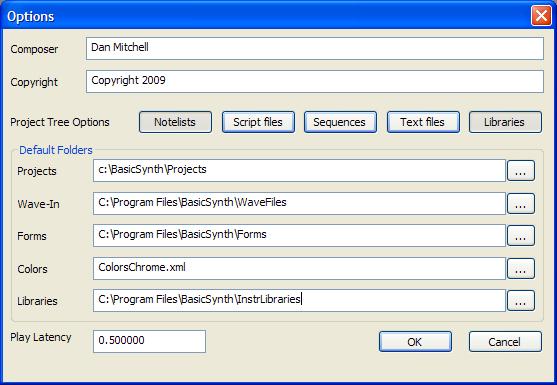 Options
Composer Dan Mitchell
Copyright Copyright 2009
Project Tree Options Notelists Script files Sequences Text files Libraries
Default Folders
Projects c:\BasicSynth\Projects ...
Wave-In C:\Program Files\BasicSynth\WaveFiles ...
Forms C:\Program Files\BasicSynth\Forms ...
Colors ColorsChrome.xml ...
Libraries C:\Program Files\BasicSynth\InstrLibraries ...
Play Latency 0.500000 OK Cancel